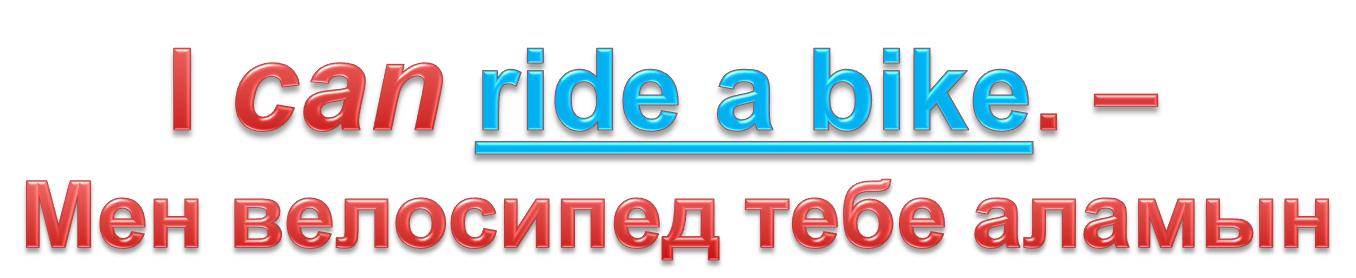 I can ride a bike. –
Мен велосипед тебе аламын